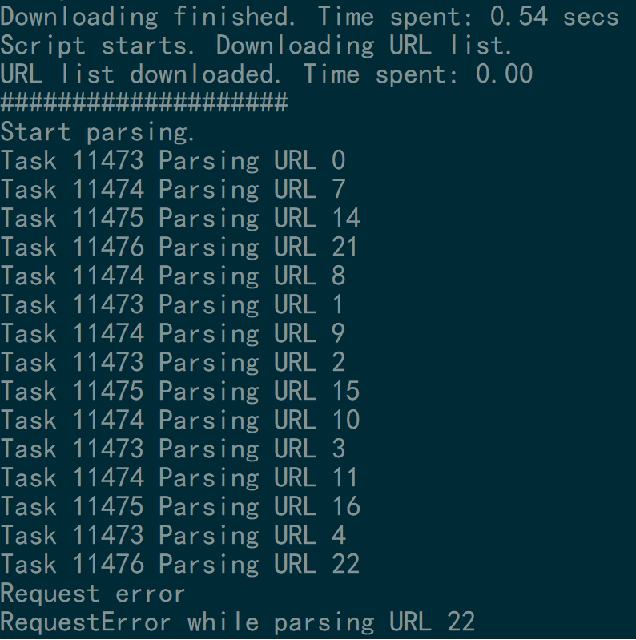 Downloading finished. Time spent: 0.54 secs
Script starts. Downloading URL list.
URL list downloaded. Time spent: 0.00
####################
Start parsing.
Task 11473 Parsing URL 0
Task 11474 Parsing URL 7
Task 11475 Parsing URL 14
Task 11476 Parsing URL 21
Task 11474 Parsing URL 8
Task 11473 Parsing URL 1
Task 11474 Parsing URL 9
Task 11473 Parsing URL 2
Task 11475 Parsing URL 15
Task 11474 Parsing URL 10
Task 11473 Parsing URL 3
Task 11474 Parsing URL 11
Task 11475 Parsing URL 16
Task 11473 Parsing URL 4
Task 11476 Parsing URL 22
Request error
RequestError while parsing URL 22